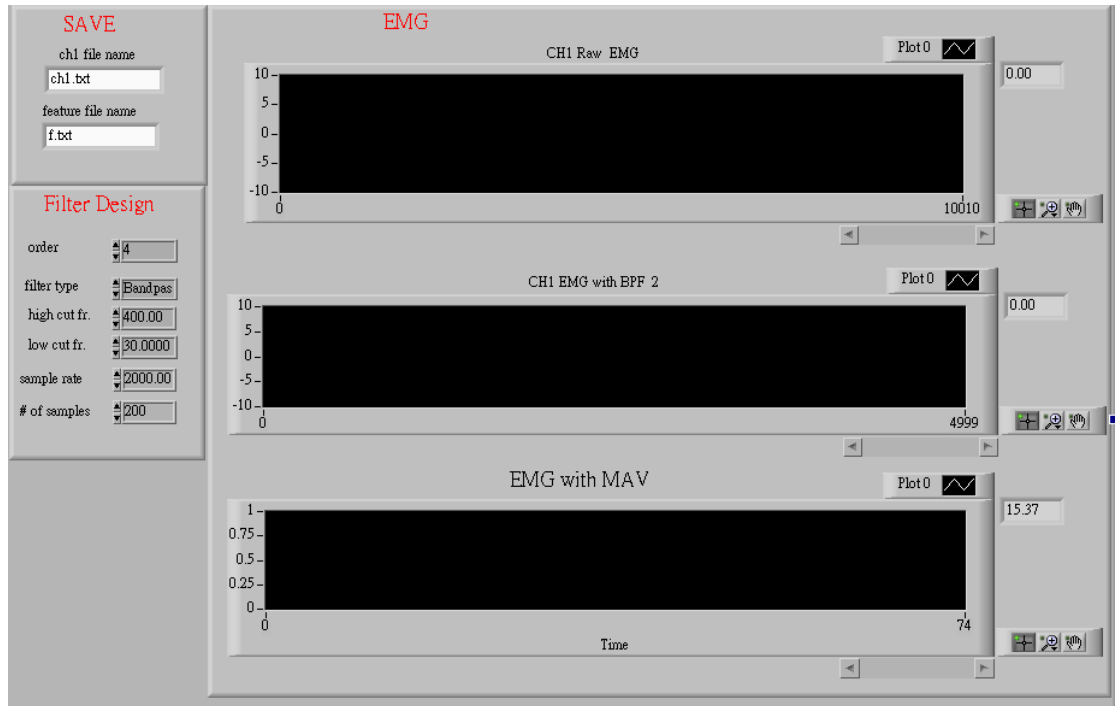 SAVE
ch1 file name
ch1.txt
feature file name
f.txt
Filter Design
order
4
filter type
Bandpas
high cut fr.
400.00
low cut fr.
30.0000
sample rate
2000.00
# of samples
200
EMG
CH1 Raw EMG
Plot 0
0.00
10
5
0
-5
-10
0
10010
CH1 EMG with BPF 2
Plot 0
0.00
10
5
0
-5
-10
0
4999
EMG with MAV
Plot 0
15.37
1
0.75
0.5
0.25
0
0
74
Time